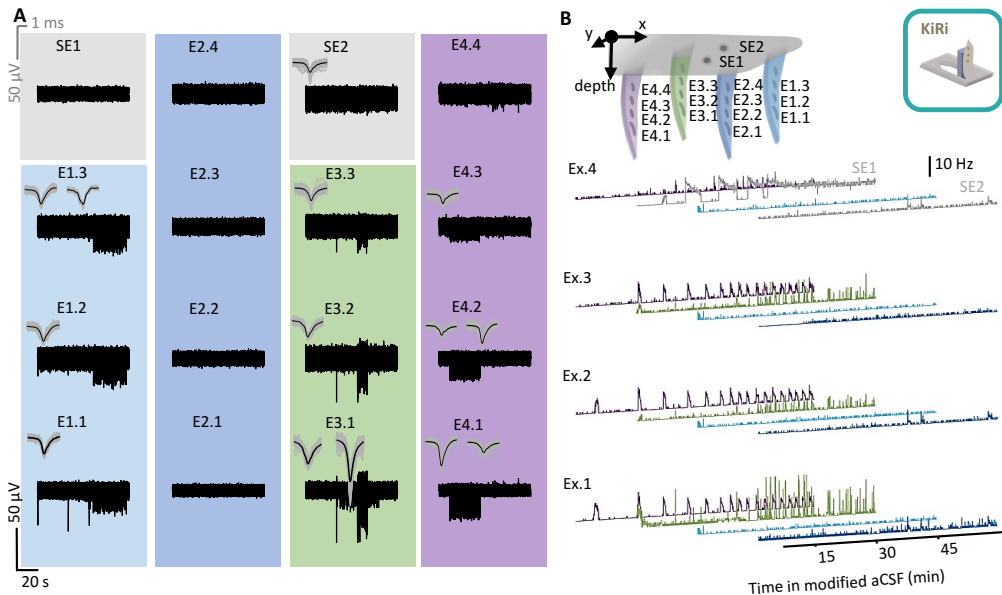 A
1 ms
50 µV
SE1
E2.4
SE2
E4.4
E1.3
E2.3
E3.3
E4.3
E1.2
E2.2
E3.2
E4.2
E1.1
E2.1
E3.1
E4.1
50 µV
20 s
B
x
y
depth
SE2
SE1
E4.4
E4.3
E4.2
E4.1
E3.3
E3.2
E3.1
E2.4
E2.3
E2.2
E2.1
E1.3
E1.2
E1.1
KiRi
10 Hz
Ex.4
SE1
SE2
Ex.3
Ex.2
Ex.1
15 30 45
Time in modified aCSF (min)